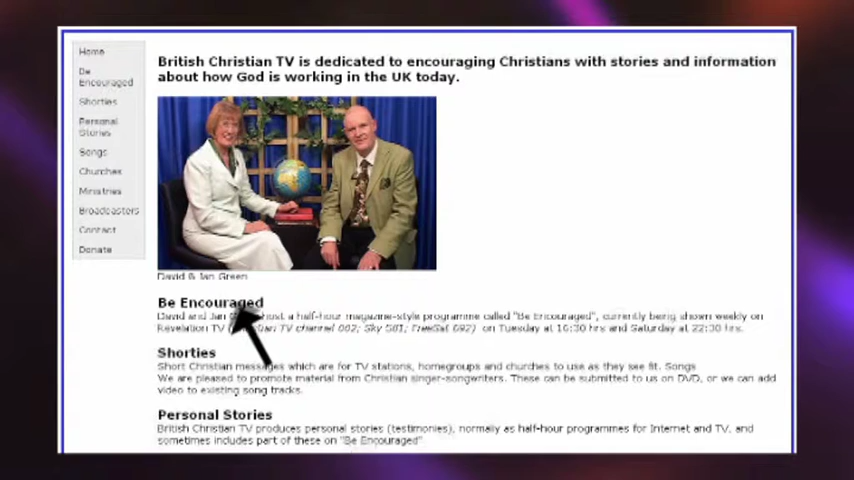 Home
Be
Encouraged
Shorties
Personal
Stories
Songs
Churches
Ministries
Broadcasters
Contact
Donate
British Christian TV is dedicated to encouraging Christians with stories and information
about how God is working in the UK today.
David & Jan Green
Be Encouraged
David and Jan host a half-hour magazine-style programme called "Be Encouraged", currently being shown weekly on
Revelation TV TV channel 692) on Tuesday at 16:30 hrs and Saturday at 22:30 hrs.
Shorties
Short Christian messages which are for TV stations, homegroups and churches to use as they see fit. Songs
We are pleased to promote material from Christian singer-songwriters. These can be submitted to us on DVD, or we can add
video to existing song tracks.
Personal Stories
British Christian TV produces personal stories (testimonies), normally as half-hour programmes for Internet and TV, and
sometimes includes part of these on "Be Encouraged"